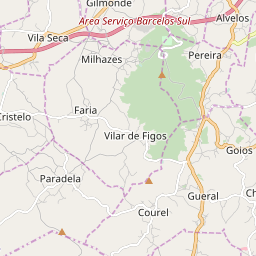 Gilmonde
Área Serviço Barcelos Sul
Alvelos
Vila Seca
Milhazes
Pereira
Faria
Cristelo
Vilar de Figos
Goios
Paradela
Gueral
Courel